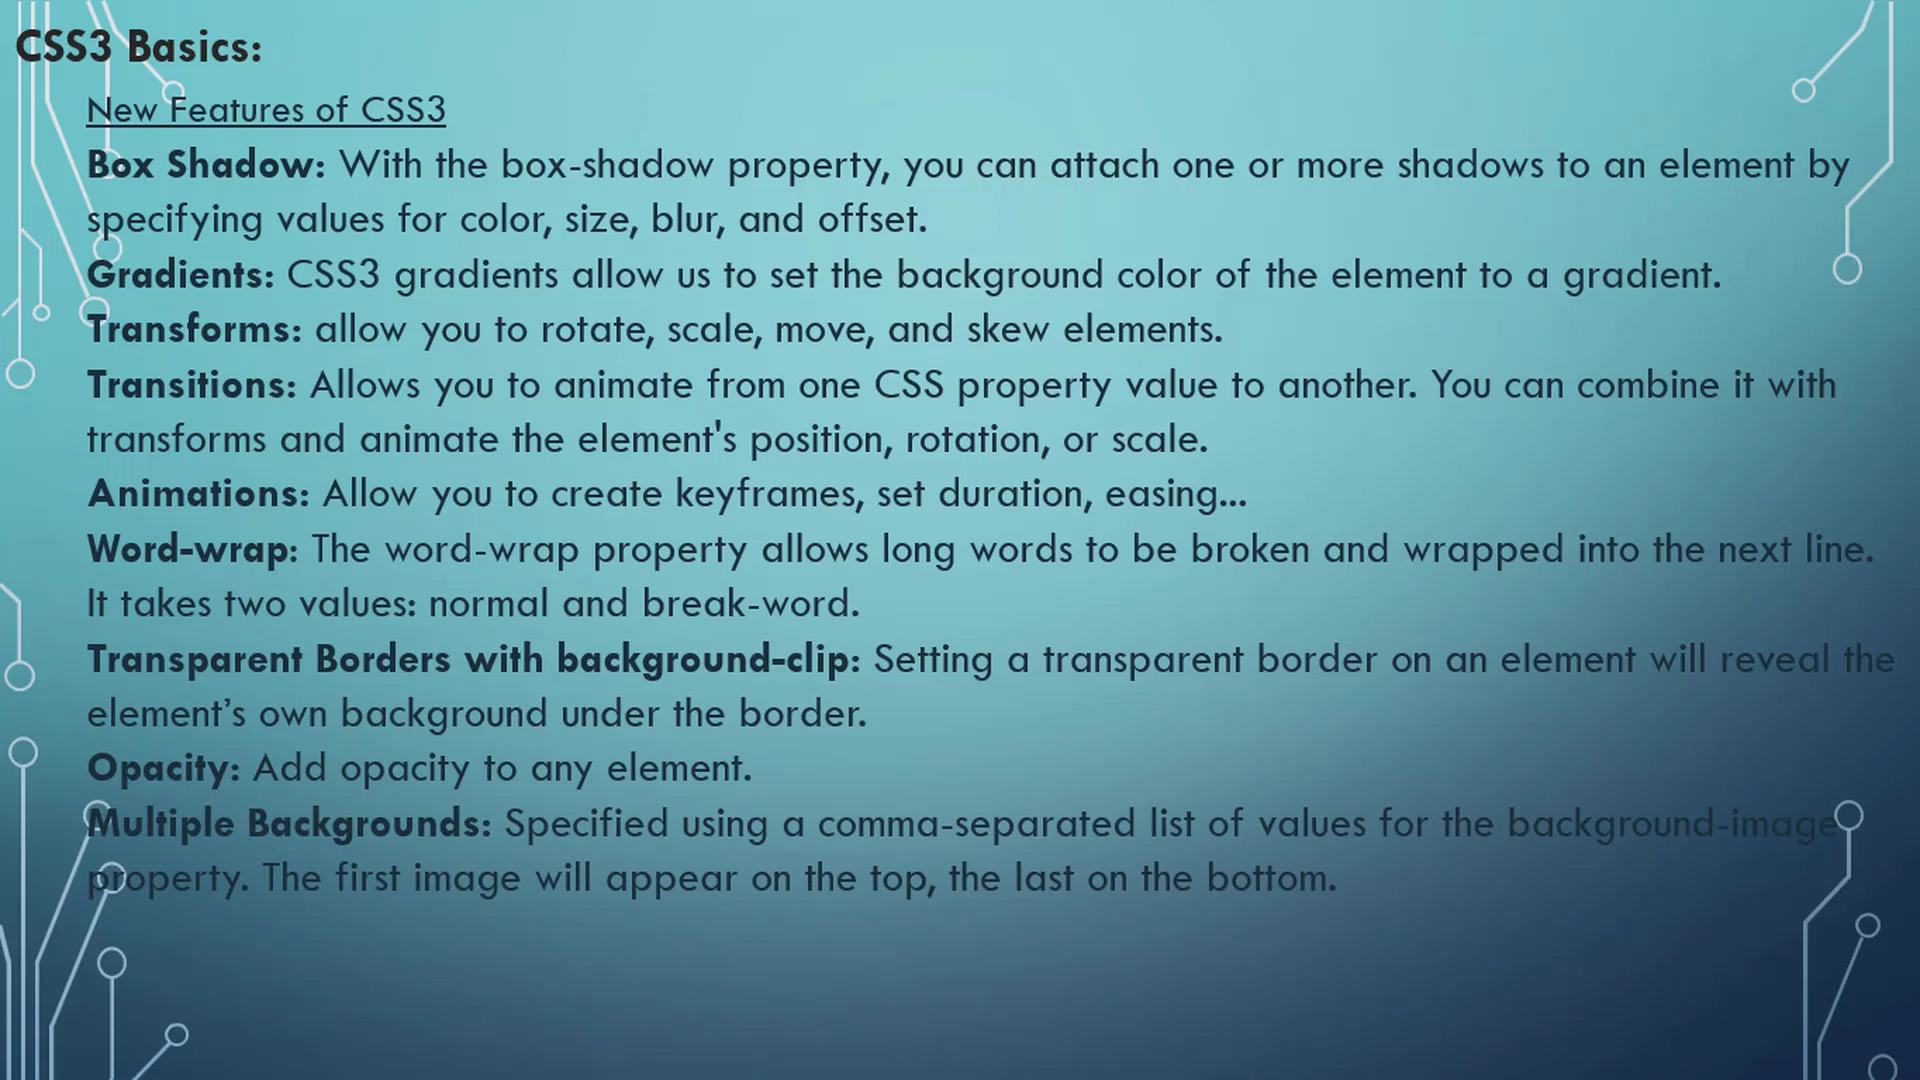 CSS3 Basics:
New Features of CSS3
Box Shadow: With the box-shadow property, you can attach one or more shadows to an element by
specifying values for color, size, blur, and offset.
Gradients: CSS3 gradients allow us to set the background color of the element to a gradient.
Transforms: allow you to rotate, scale, move, and skew elements.
Transitions: Allows you to animate from one CSS property value to another. You can combine it with
transforms and animate the element's position, rotation, or scale.
Animations: Allow you to create keyframes, set duration, easing...
Word-wrap: The word-wrap property allows long words to be broken and wrapped into the next line.
It takes two values: normal and break-word.
Transparent Borders with background-clip: Setting a transparent border on an element will reveal the
element’s own background under the border.
Opacity: Add opacity to any element.
Multiple Backgrounds: Specified using a comma-separated list of values for the background-image
property. The first image will appear on the top, the last on the bottom.